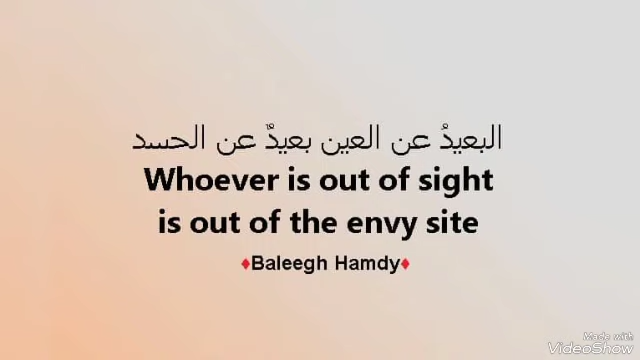 البعيدُ عن العين بعيدٌ عن الحسد
Whoever is out of sight
is out of the envy site
♦Baleegh Hamdy♦
Made with
VideoShow